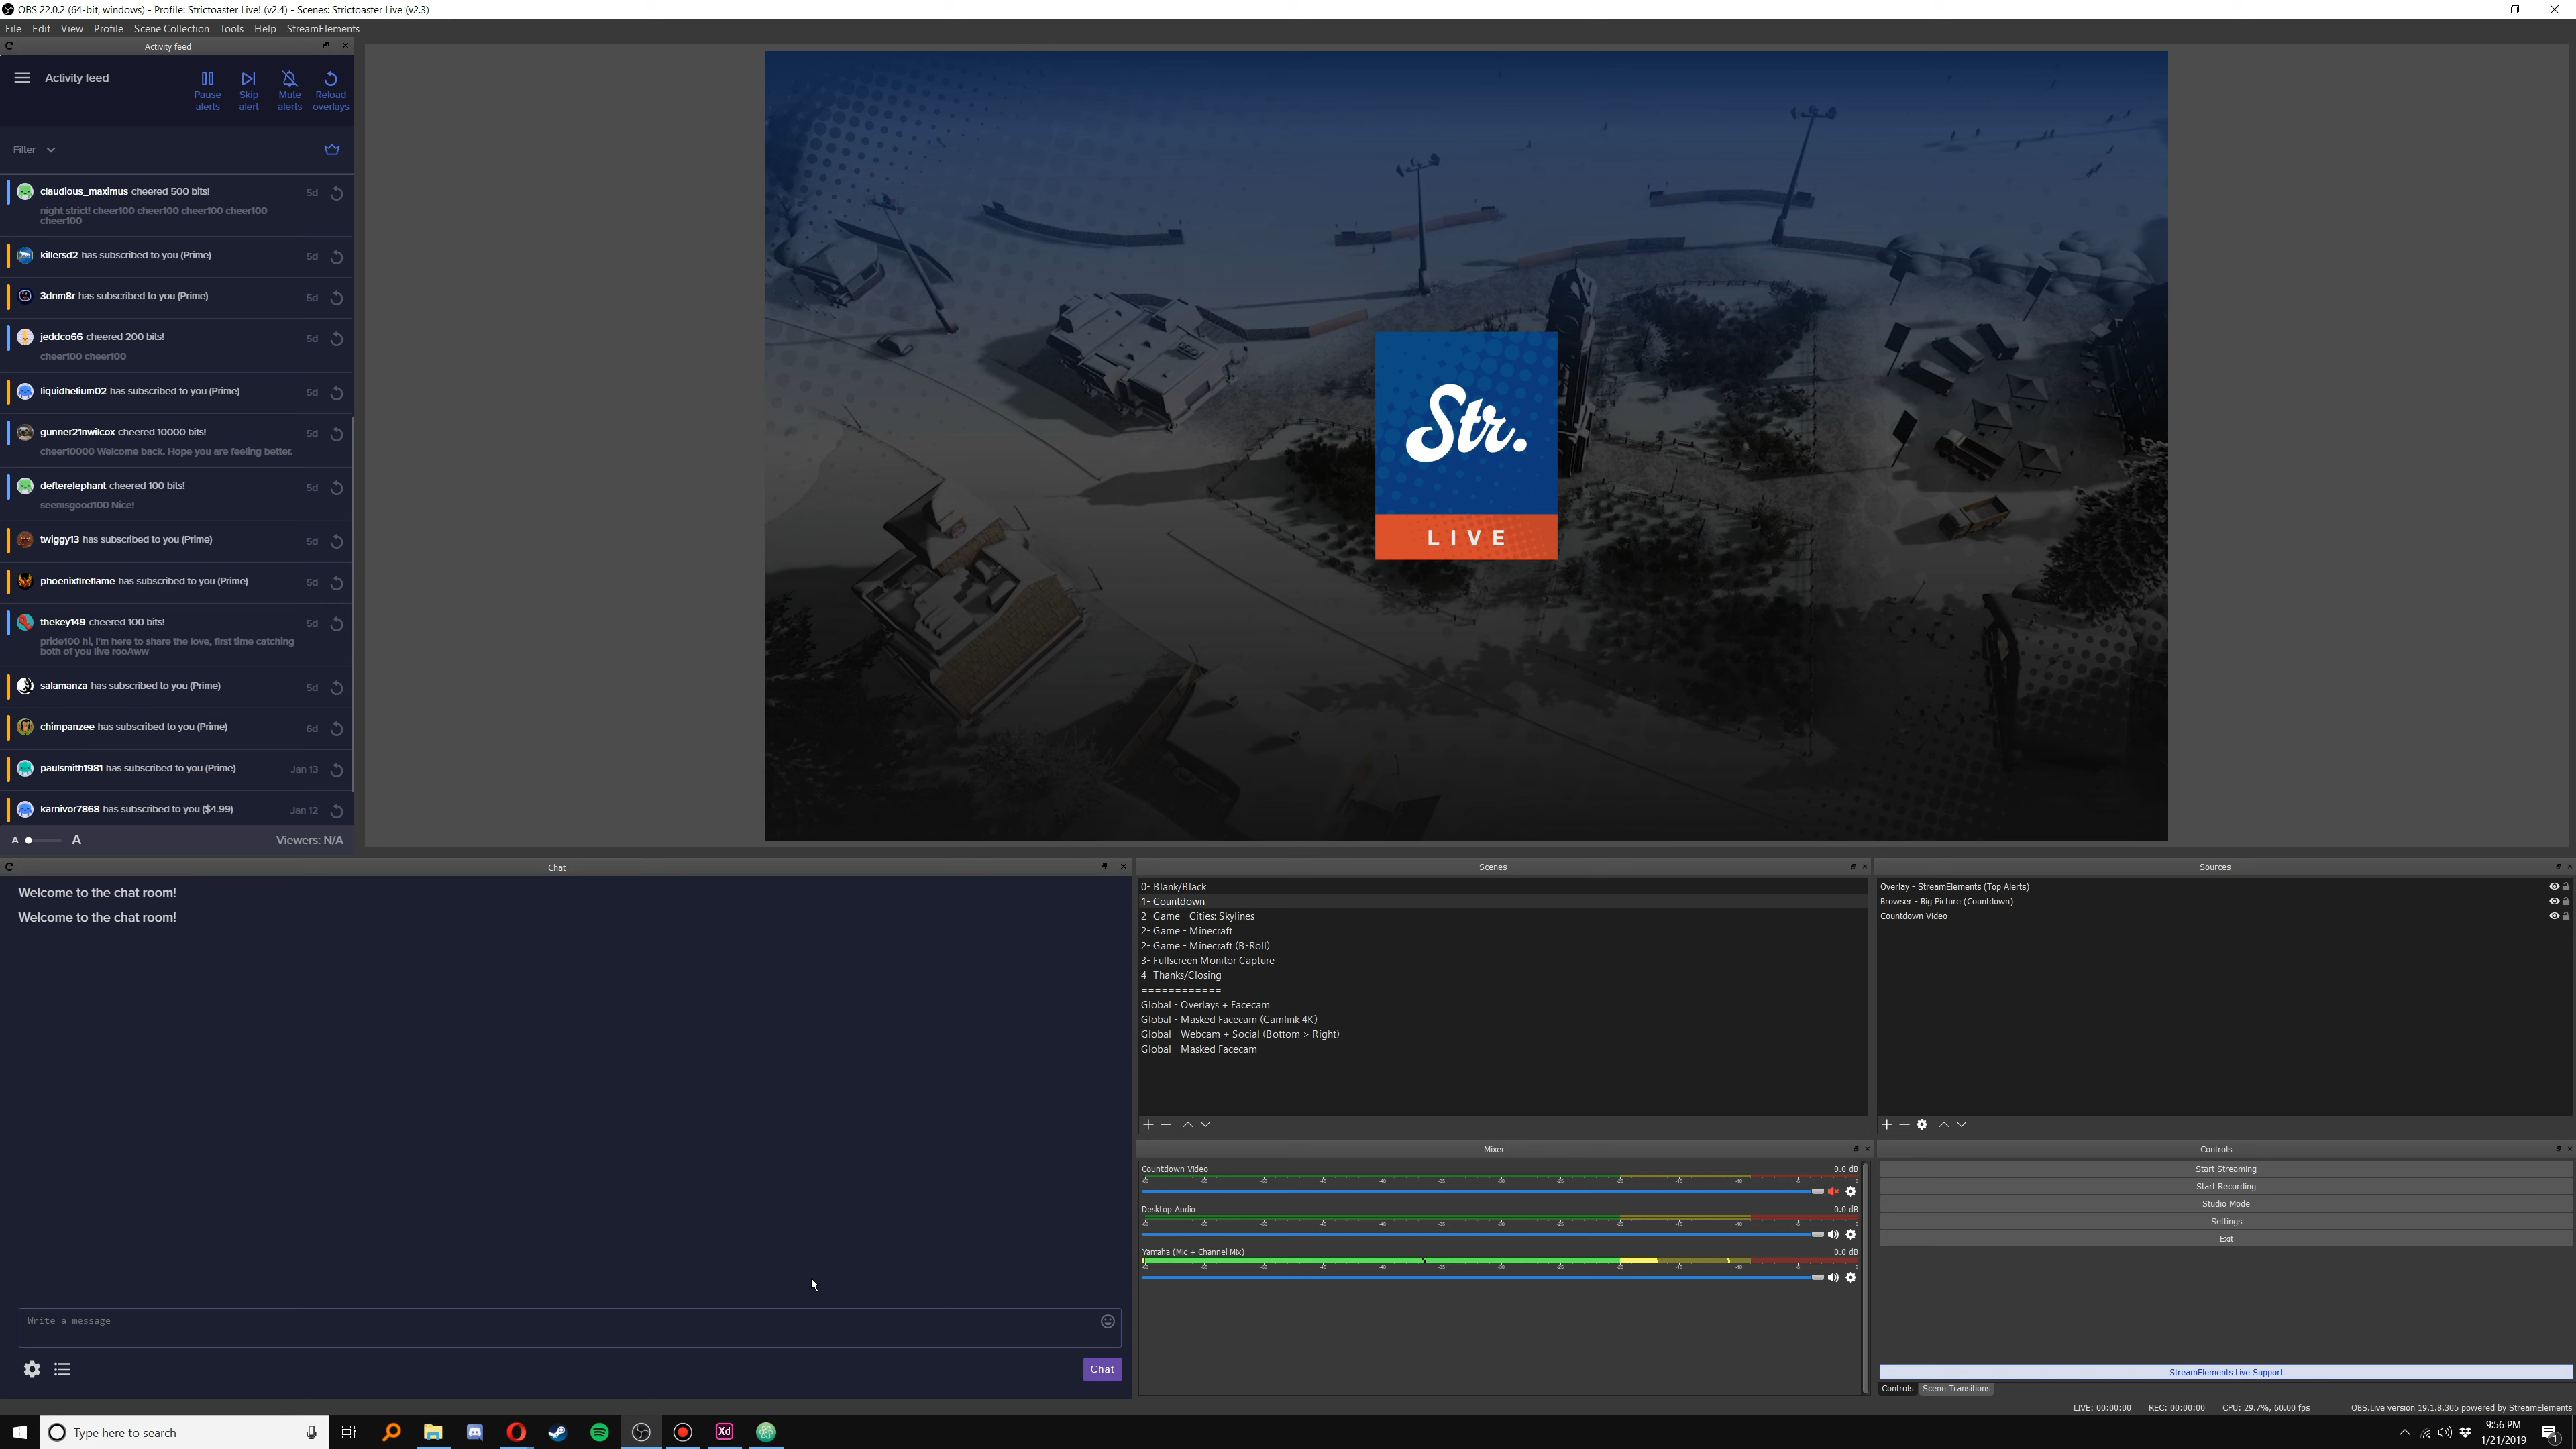 OBS 22.0.2 (64-bit, windows) - Profile: Strictoaster Live! (v2.4) - Scenes: Strictoaster Live (v2.3)
File Edit View Profile Scene Collection Tools Help StreamElements
Activity feed
Activity feed
Pause alerts
Skip alert
Mute alerts
Reload overlays
Filter
claudious_maximus cheered 500 bits! 5d
night strict! cheer100 cheer100 cheer100 cheer100
cheer100
killersd2 has subscribed to you (Prime) 5d
3dnm8r has subscribed to you (Prime) 5d
jeddco66 cheered 200 bits! 5d
cheer100 cheer100
liquidhelium02 has subscribed to you (Prime) 5d
gunner21nwilcox cheered 10000 bits! 5d
cheer10000 Welcome back. Hope you are feeling better.
defterelephant cheered 100 bits! 5d
seemsgood100 Nice!
twiggy13 has subscribed to you (Prime) 5d
phoenixfireflame has subscribed to you (Prime) 5d
thekey149 cheered 100 bits! 5d
pride100 hi, I'm here to share the love, first time catching
both of you live rooAww
salamanza has subscribed to you (Prime) 5d
chimpanzee has subscribed to you (Prime) 6d
paulsmith1981 has subscribed to you (Prime) Jan 13
karnivor7868 has subscribed to you ($4.99) Jan 12
A A Viewers: N/A
Str.
LIVE
Chat
Welcome to the chat room!
Welcome to the chat room!
Write a message
Chat
Scenes
0- Blank/Black
1- Countdown
2- Game - Cities: Skylines
2- Game - Minecraft
2- Game - Minecraft (B-Roll)
3- Fullscreen Monitor Capture
4- Thanks/Closing
============
Global - Overlays + Facecam
Global - Masked Facecam (Camlink 4K)
Global - Webcam + Social (Bottom > Right)
Global - Masked Facecam
Sources
Overlay - StreamElements (Top Alerts)
Browser - Big Picture (Countdown)
Countdown Video
Mixer
Countdown Video 0.0 dB
Desktop Audio 0.0 dB
Yamaha (Mic + Channel Mix) 0.0 dB
Controls
Start Streaming
Start Recording
Studio Mode
Settings
Exit
StreamElements Live Support
Controls Scene Transitions
LIVE: 00:00:00 REC: 00:00:00 CPU: 29.7%, 60.00 fps OBS.Live version 19.1.8.305 powered by StreamElements
Type here to search
Xd
9:56 PM
1/21/2019
1